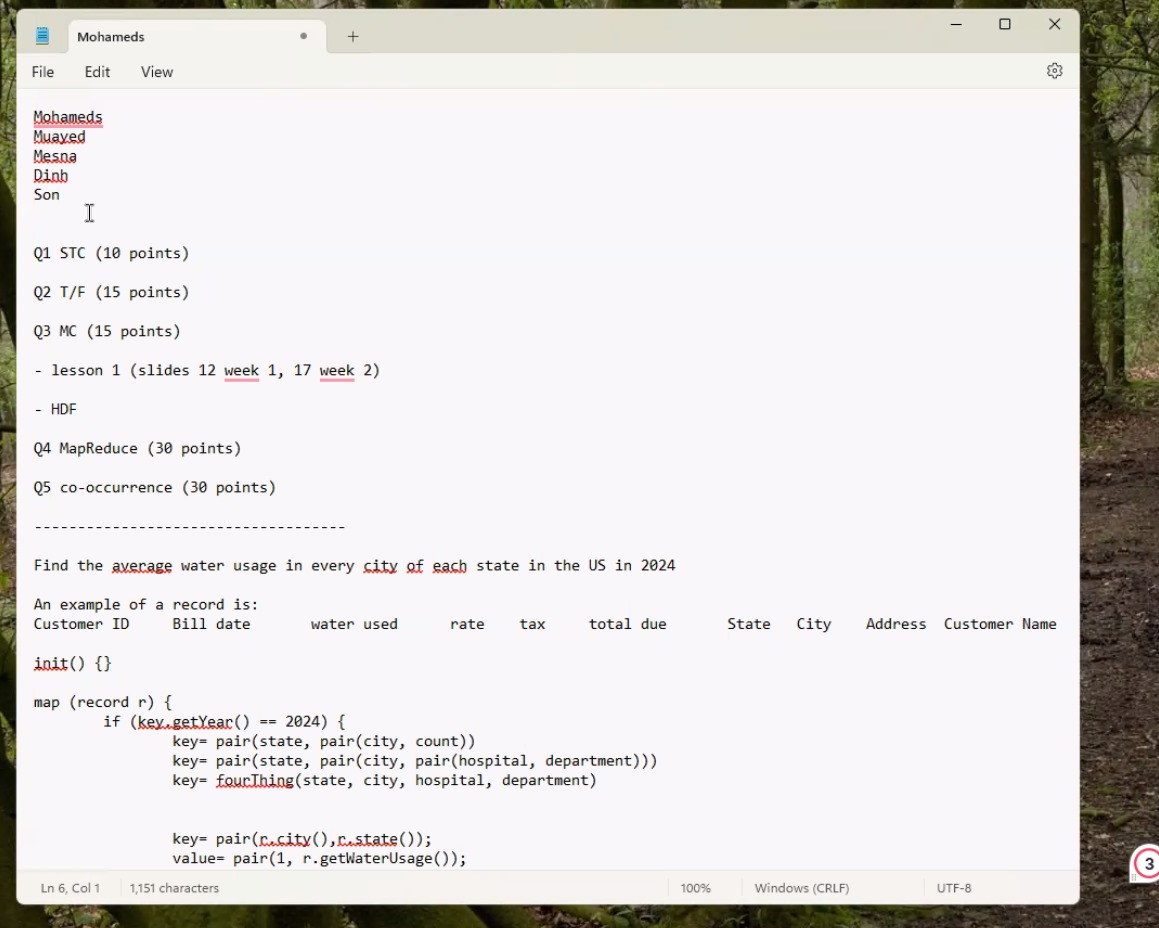 Mohameds
File Edit View
Mohameds
Muayed
Mesna
Dinh
Son
Q1 STC (10 points)
Q2 T/F (15 points)
Q3 MC (15 points)
- lesson 1 (slides 12 week 1, 17 week 2)
- HDF
Q4 MapReduce (30 points)
Q5 co-occurrence (30 points)
------------------------------------
Find the average water usage in every city of each state in the US in 2024
An example of a record is:
Customer ID Bill date water used rate tax total due State City Address Customer Name
init() {}
map (record r) {
if (key.getYear() == 2024) {
key= pair(state, pair(city, count))
key= pair(state, pair(city, pair(hospital, department)))
key= fourThing(state, city, hospital, department)
key= pair(r.city(),r.state());
value= pair(1, r.getWaterUsage());
Ln 6, Col 1 1,151 characters 100% Windows (CRLF) UTF-8
3